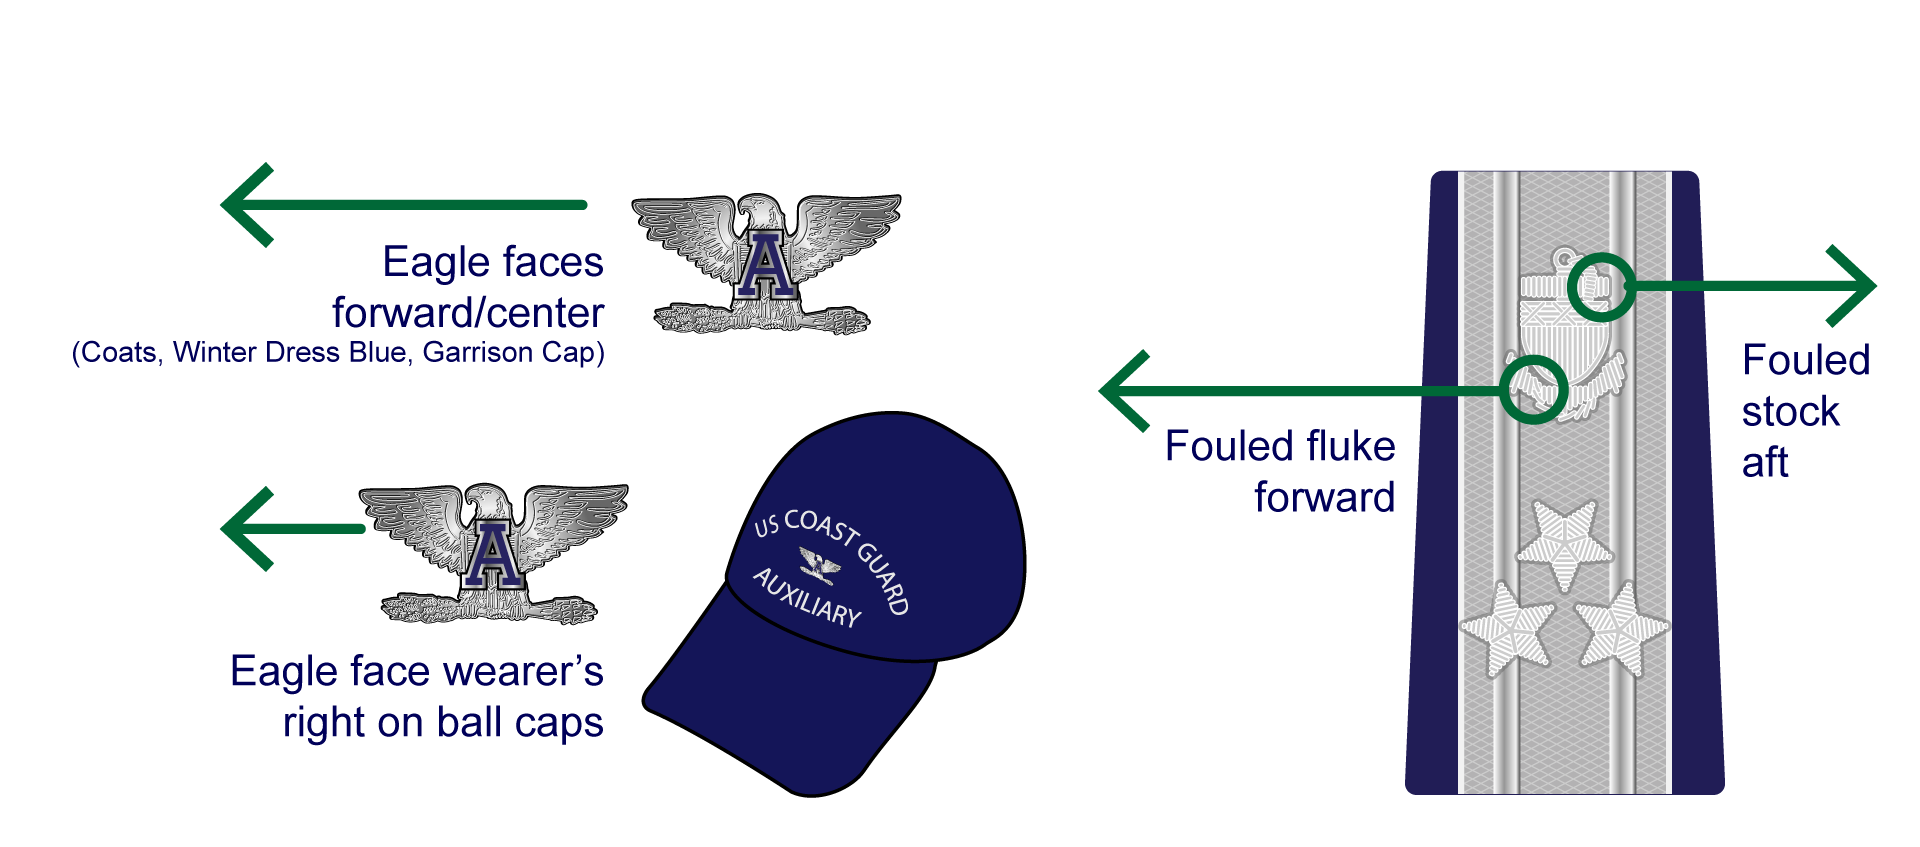 Eagle faces
forward/center
(Coats, Winter Dress Blue, Garrison Cap)
A
A
Eagle face wearer’s
right on ball caps
US COAST GUARD
AUXILIARY
Fouled fluke
forward
Fouled
stock
aft